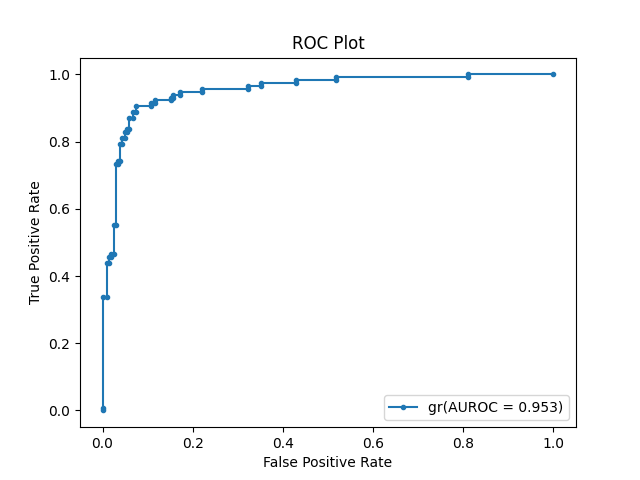 ROC Plot
True Positive Rate
1.0
0.8
0.6
0.4
0.2
0.0
gr(AUROC = 0.953)
0.0 0.2 0.4 0.6 0.8 1.0
False Positive Rate